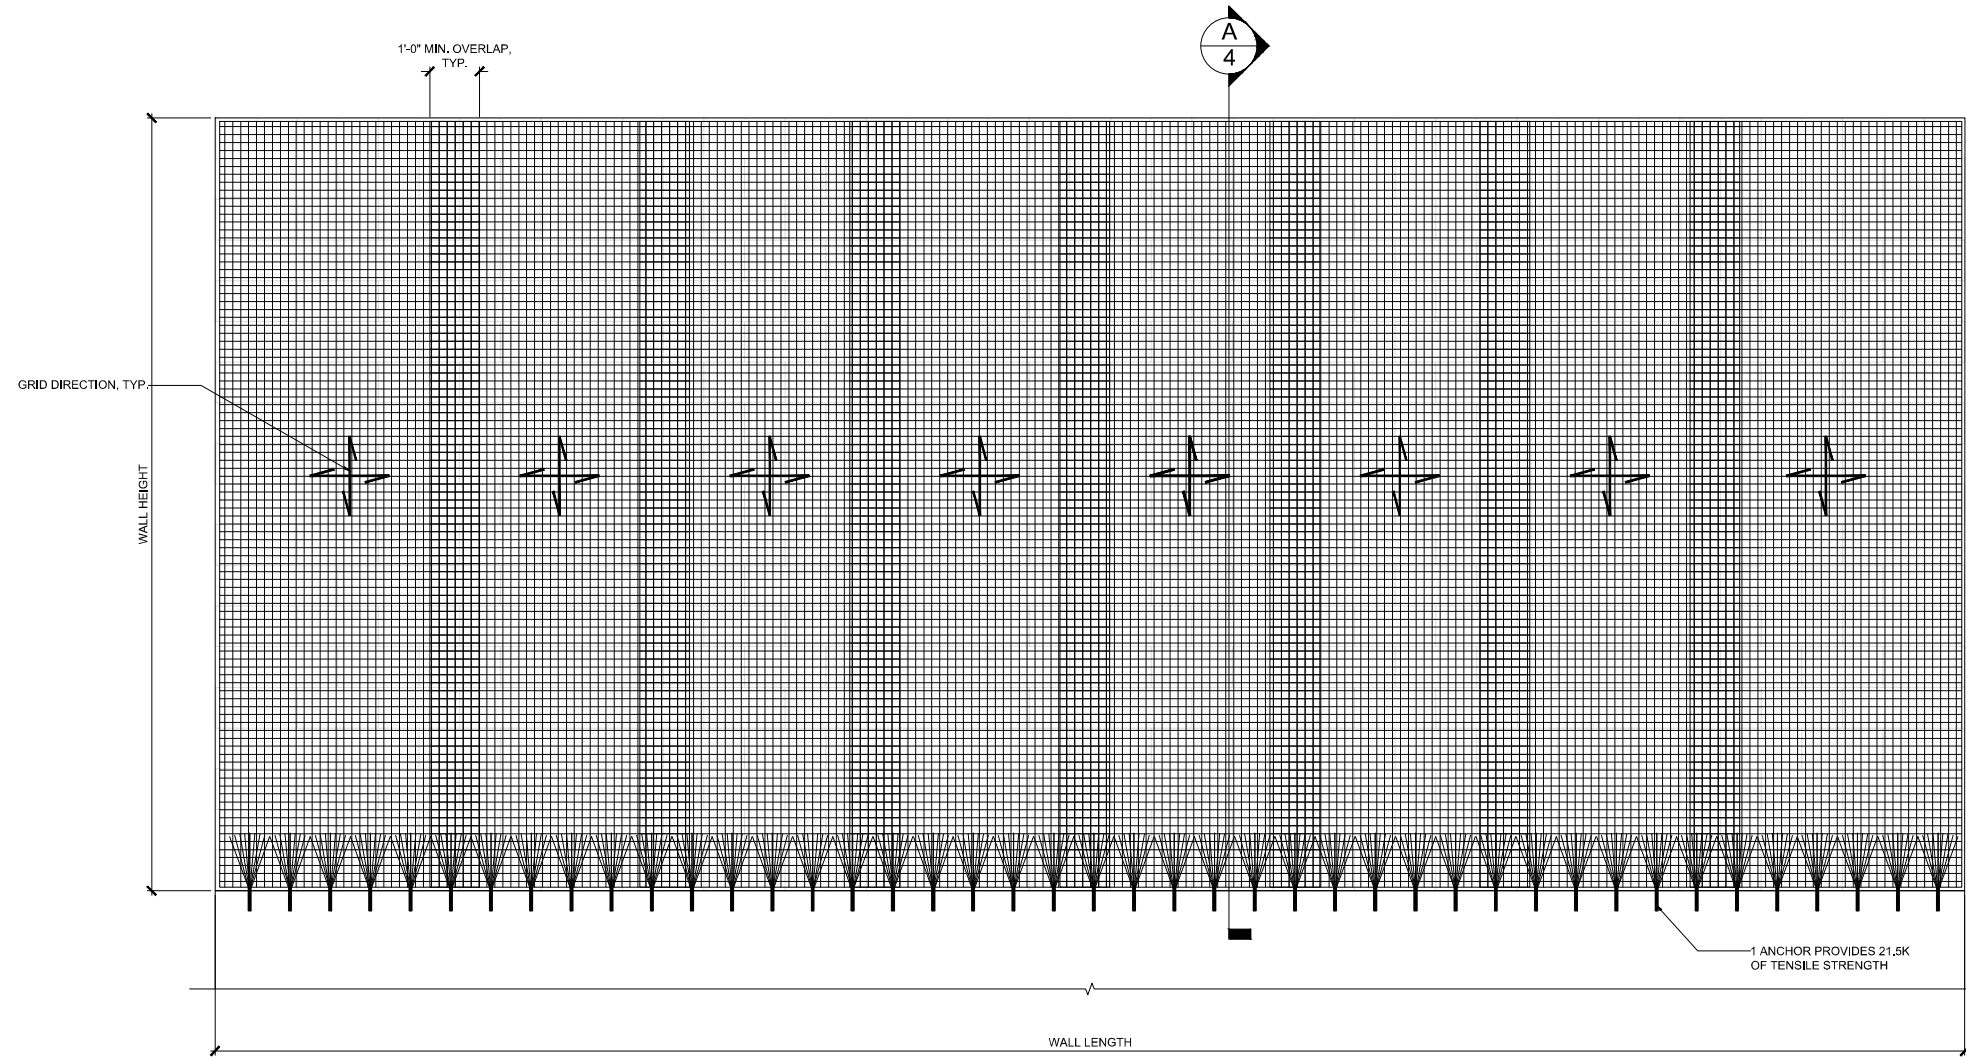 A
4
1'-0" MIN. OVERLAP,
TYP.
GRID DIRECTION, TYP.
WALL HEIGHT
1 ANCHOR PROVIDES 21.5K
OF TENSILE STRENGTH
WALL LENGTH